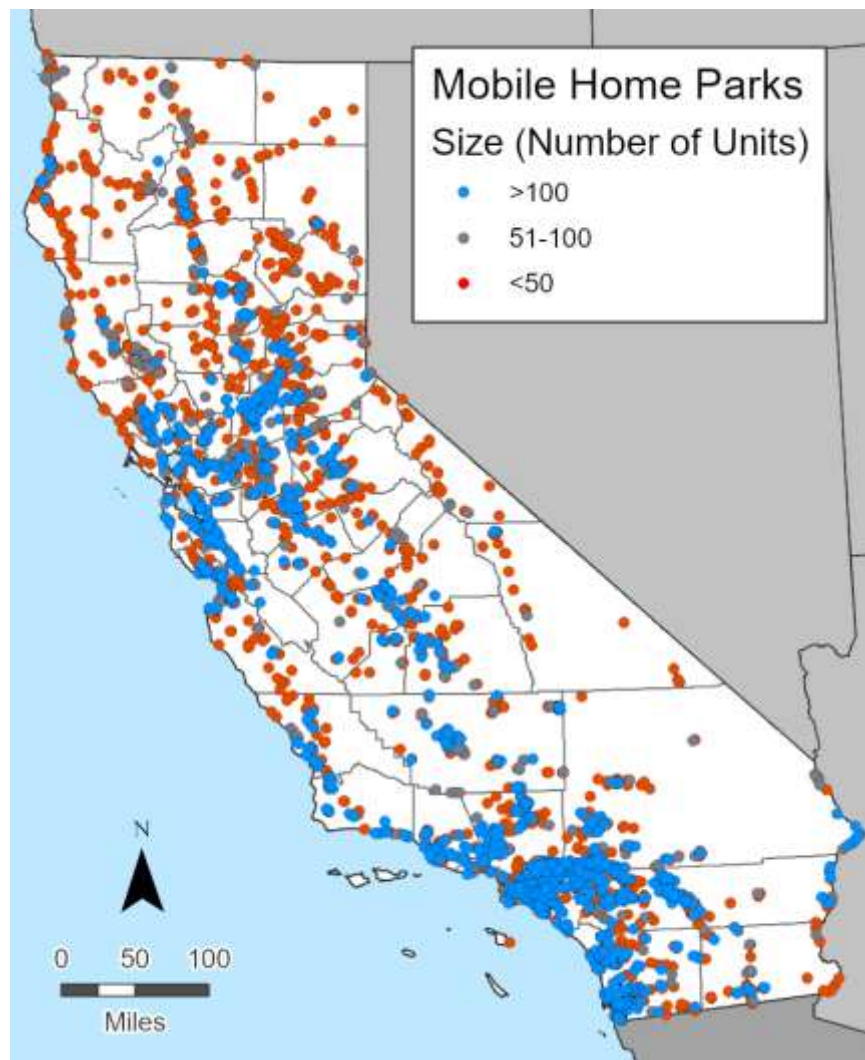 Mobile Home Parks
Size (Number of Units)
>100
51-100
<50
N
0 50 100
Miles